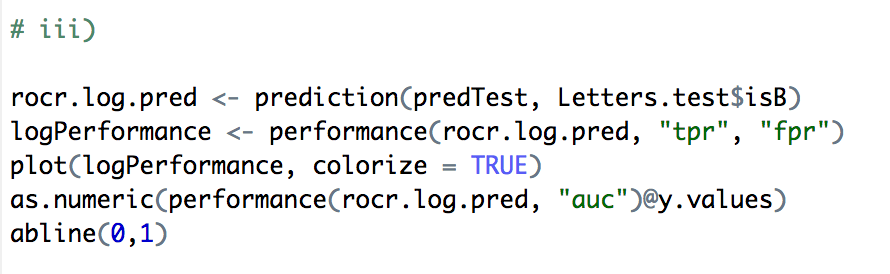 # iii)
rocr.log.pred <- prediction(predTest, Letters.test$isB)
logPerformance <- performance(rocr.log.pred, "tpr", "fpr")
plot(logPerformance, colorize = TRUE)
as.numeric(performance(rocr.log.pred, "auc")@y.values)
abline(0,1)